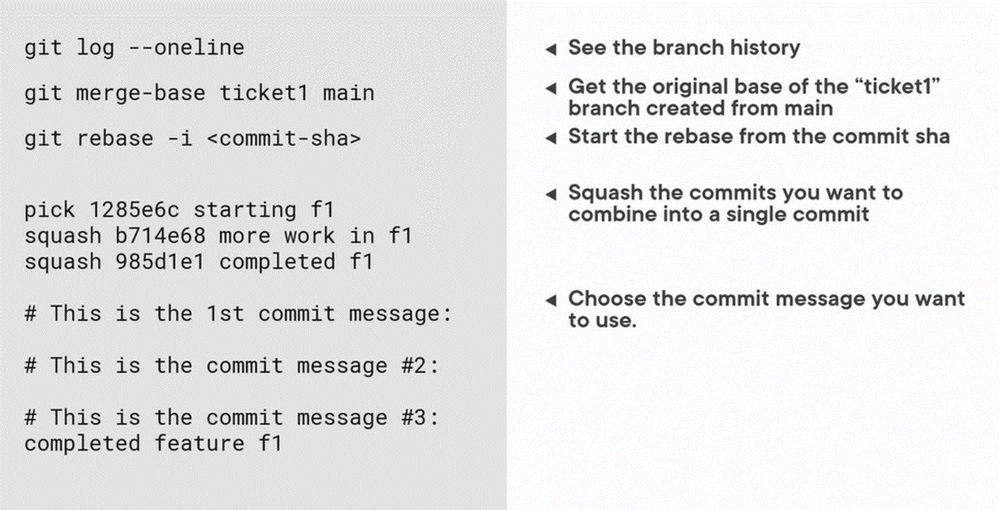 git log --oneline
git merge-base ticket1 main
git rebase -i <commit-sha>
pick 1285e6c starting f1
squash b714e68 more work in f1
squash 985d1e1 completed f1
# This is the 1st commit message:
# This is the commit message #2:
# This is the commit message #3:
completed feature f1
◀ See the branch history
◀ Get the original base of the “ticket1”
branch created from main
◀ Start the rebase from the commit sha
◀ Squash the commits you want to
combine into a single commit
◀ Choose the commit message you want
to use.